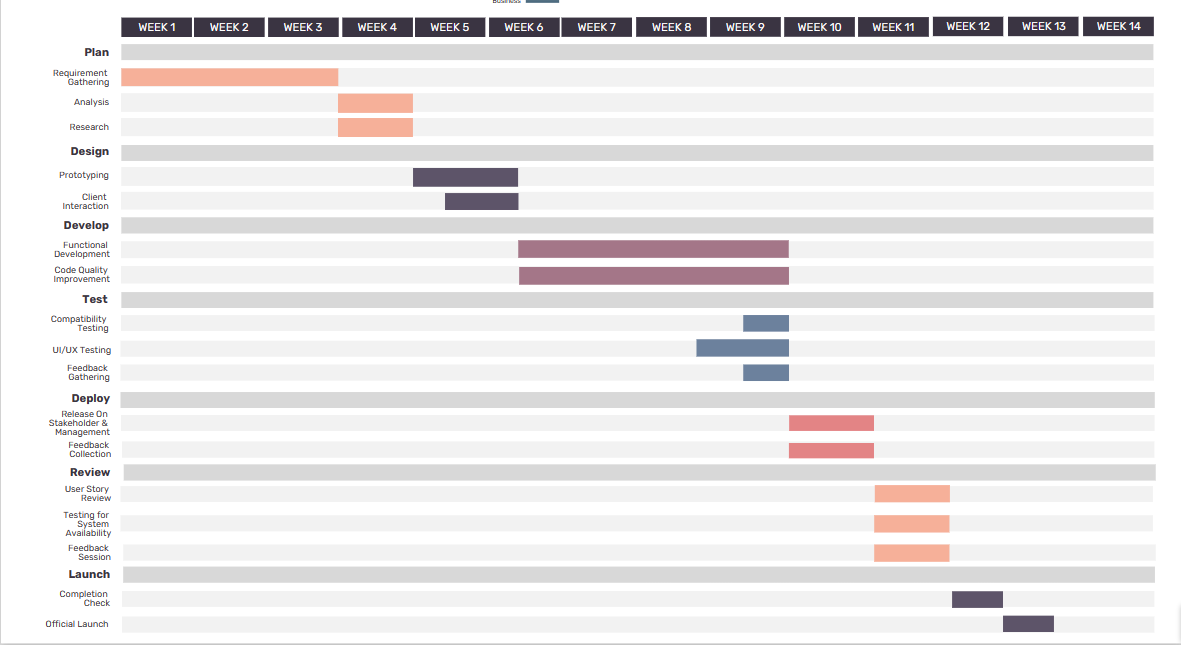 Business
WEEK 1 WEEK 2 WEEK 3 WEEK 4 WEEK 5 WEEK 6 WEEK 7 WEEK 8 WEEK 9 WEEK 10 WEEK 11 WEEK 12 WEEK 13 WEEK 14
Plan
Requirement
Gathering
Analysis
Research
Design
Prototyping
Client
Interaction
Develop
Functional
Development
Code Quality
Improvement
Test
Compatibility
Testing
UI/UX Testing
Feedback
Gathering
Deploy
Release On
Stakeholder &
Management
Feedback
Collection
Review
User Story
Review
Testing for
System
Availability
Feedback
Session
Launch
Completion
Check
Official Launch